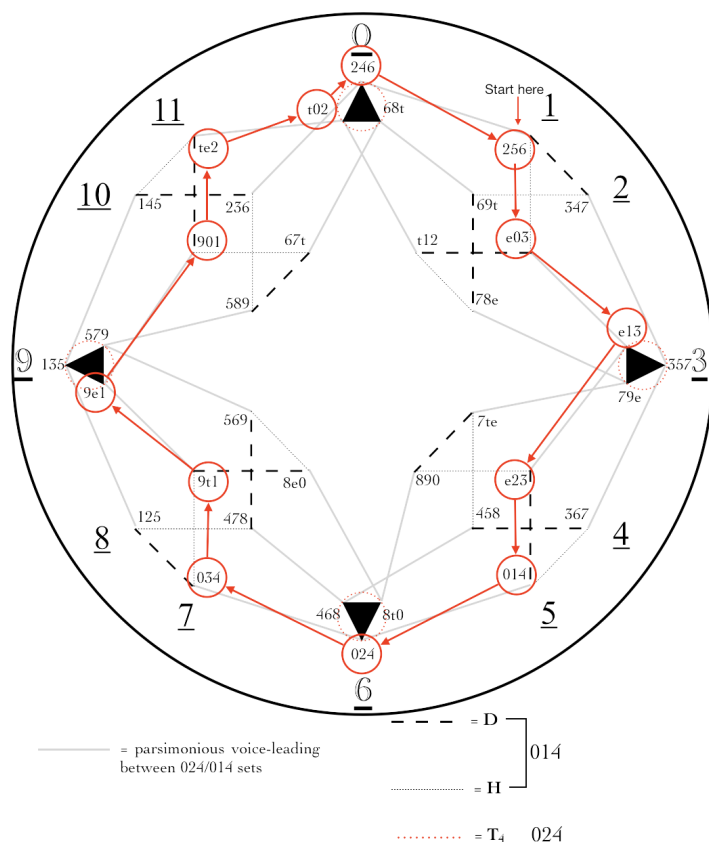 0
246
t02
68t
Start here
11
1
te2
256
10
2
145
236
69t
347
901
67t
t12
e03
589
78e
e13
579
9
135
357
3
9e1
79e
569
7te
9t1
8e0
890
e23
125
478
458
367
8
4
034
014
468
8t0
7
5
024
6
= D
= parsimonious voice-leading
between 024/014 sets
014
= H
= T4 024